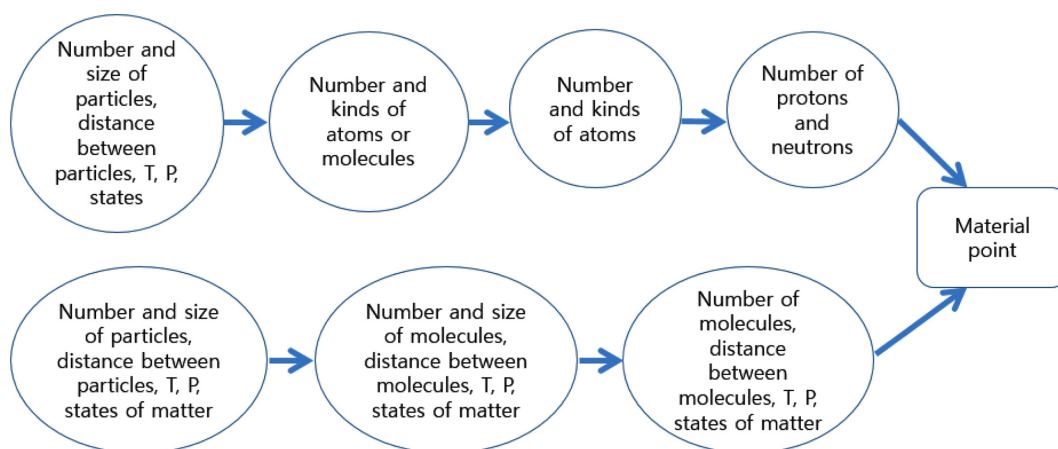 Number and
size of
particles,
distance
between
particles, T, P,
states
Number and
kinds of
atoms or
molecules
Number
and kinds
of atoms
Number of
protons
and
neutrons
Material
point
Number and size
of particles,
distance between
particles, T, P,
states of matter
Number and size
of molecules,
distance between
molecules, T, P,
states of matter
Number of
molecules,
distance
between
molecules, T, P,
states of matter